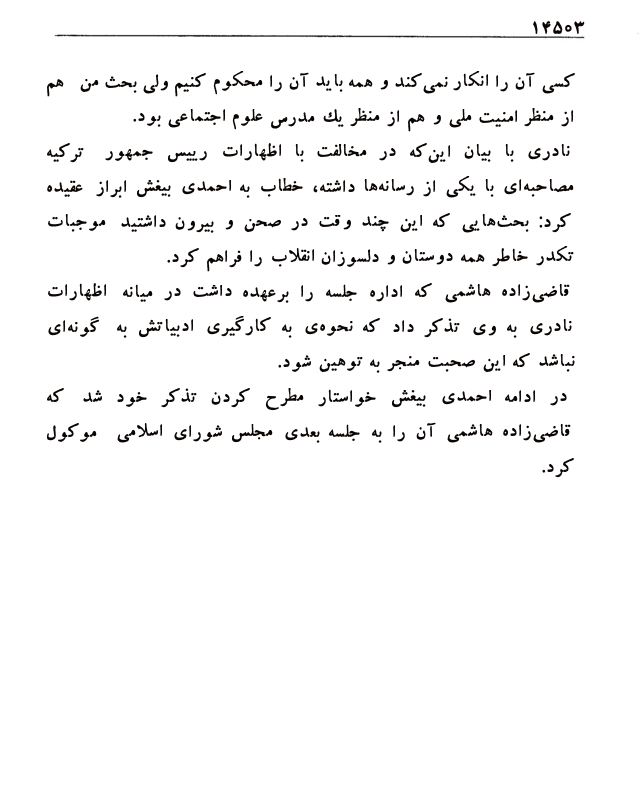 ۱۴۵۰۳
کسی آن را انکار نمی‌کند و همه باید آن را محکوم کنیم ولی بحث من هم
از منظر امنیت ملی و هم از منظر یك مدرس علوم اجتماعی بود.
نادری با بیان این‌که در مخالفت با اظهارات رییس جمهور ترکیه
مصاحبه‌ای با یکی از رسانه‌ها داشته، خطاب به احمدی بیغش ابراز عقیده
کرد: بحث‌هایی که این چند وقت در صحن و بیرون داشتید موجبات
تکدر خاطر همه دوستان و دلسوزان انقلاب را فراهم کرد.
قاضی‌زاده هاشمی که اداره جلسه را برعهده داشت در میانه اظهارات
نادری به وی تذکر داد که نحوه‌ی به کارگیری ادبیاتش به گونه‌ای
نباشد که این صحبت منجر به توهین شود.
در ادامه احمدی بیغش خواستار مطرح کردن تذکر خود شد که
قاضی‌زاده هاشمی آن را به جلسه بعدی مجلس شورای اسلامی موکول
کرد.